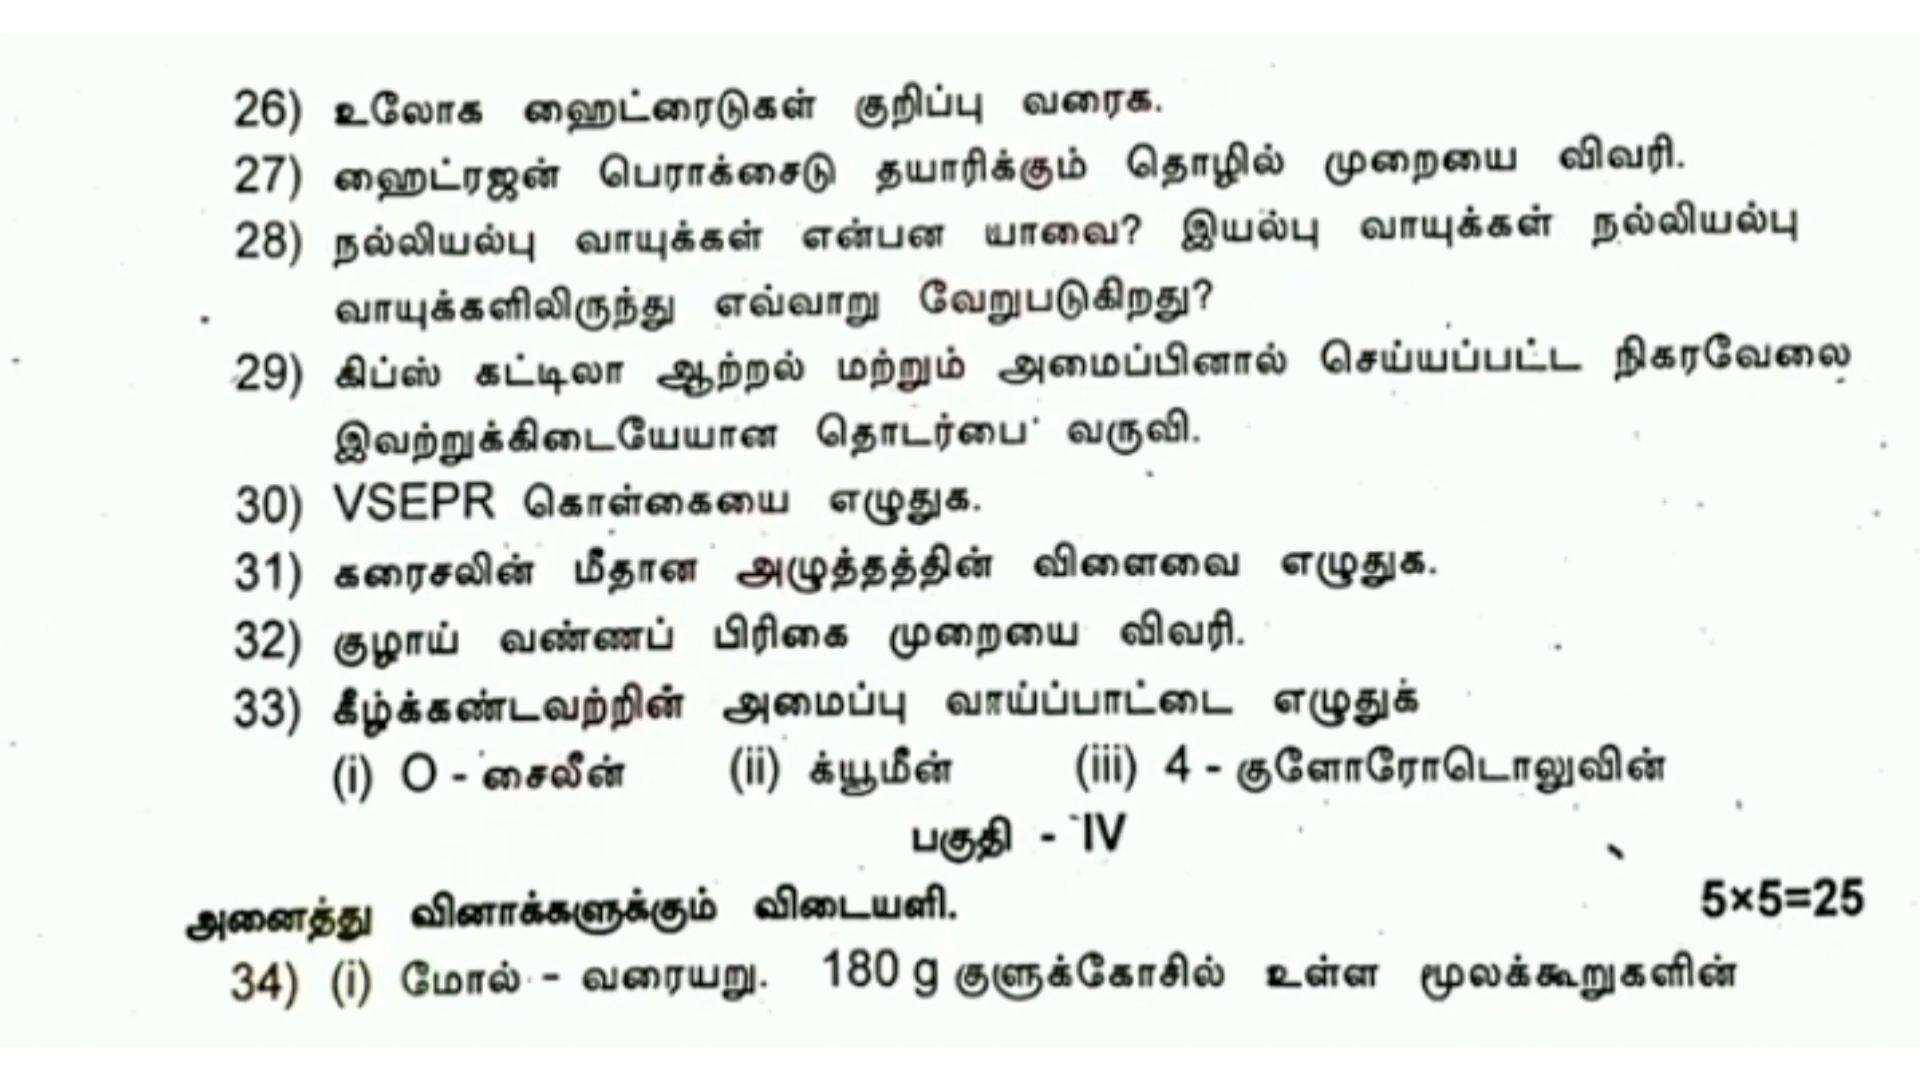 26) உலோக ஹைட்ரைடுகள் குறிப்பு வரைக.
27) ஹைட்ரஜன் பெராக்சைடு தயாரிக்கும் தொழில் முறையை விவரி.
28) நல்லியல்பு வாயுக்கள் என்பன யாவை? இயல்பு வாயுக்கள் நல்லியல்பு
வாயுக்களிலிருந்து எவ்வாறு வேறுபடுகிறது?
29) கிப்ஸ் கட்டிலா ஆற்றல் மற்றும் அமைப்பினால் செய்யப்பட்ட நிகரவேலை
இவற்றுக்கிடையேயான தொடர்பை வருவி.
30) VSEPR கொள்கையை எழுதுக.
31) கரைசலின் மீதான அழுத்தத்தின் விளைவை எழுதுக.
32) குழாய் வண்ணப் பிரிகை முறையை விவரி.
33) கீழ்க்கண்டவற்றின் அமைப்பு வாய்ப்பாட்டை எழுதுக்
(i) O - சைலீன் (ii) க்யூமீன் (iii) 4 - குளோரோடொலுவின்
பகுதி - IV
அனைத்து வினாக்களுக்கும் விடையளி. 5×5=25
34) (i) மோல் - வரையறு. 180 g குளுக்கோசில் உள்ள மூலக்கூறுகளின்